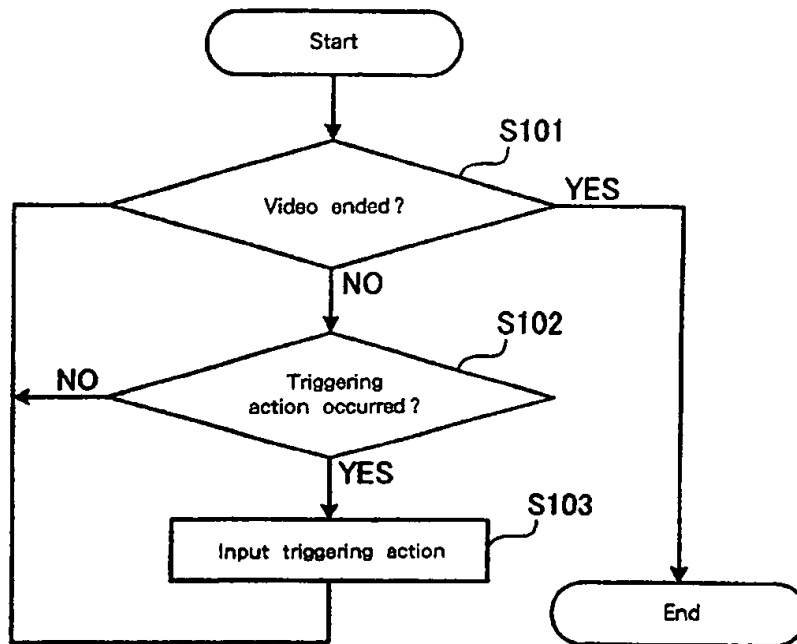 Start
S101
Video ended?
YES
NO
S102
Triggering
action occurred?
NO
YES
S103
Input triggering action
End